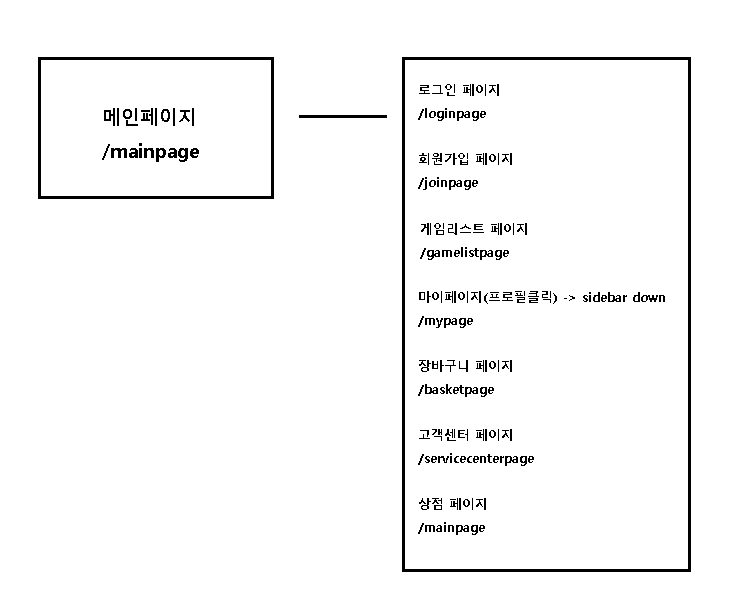 메인페이지
/mainpage
로그인 페이지
/loginpage
회원가입 페이지
/joinpage
게임리스트 페이지
/gamelistpage
마이페이지(프로필클릭) -> sidebar down
/mypage
장바구니 페이지
/basketpage
고객센터 페이지
/servicecenterpage
상점 페이지
/mainpage